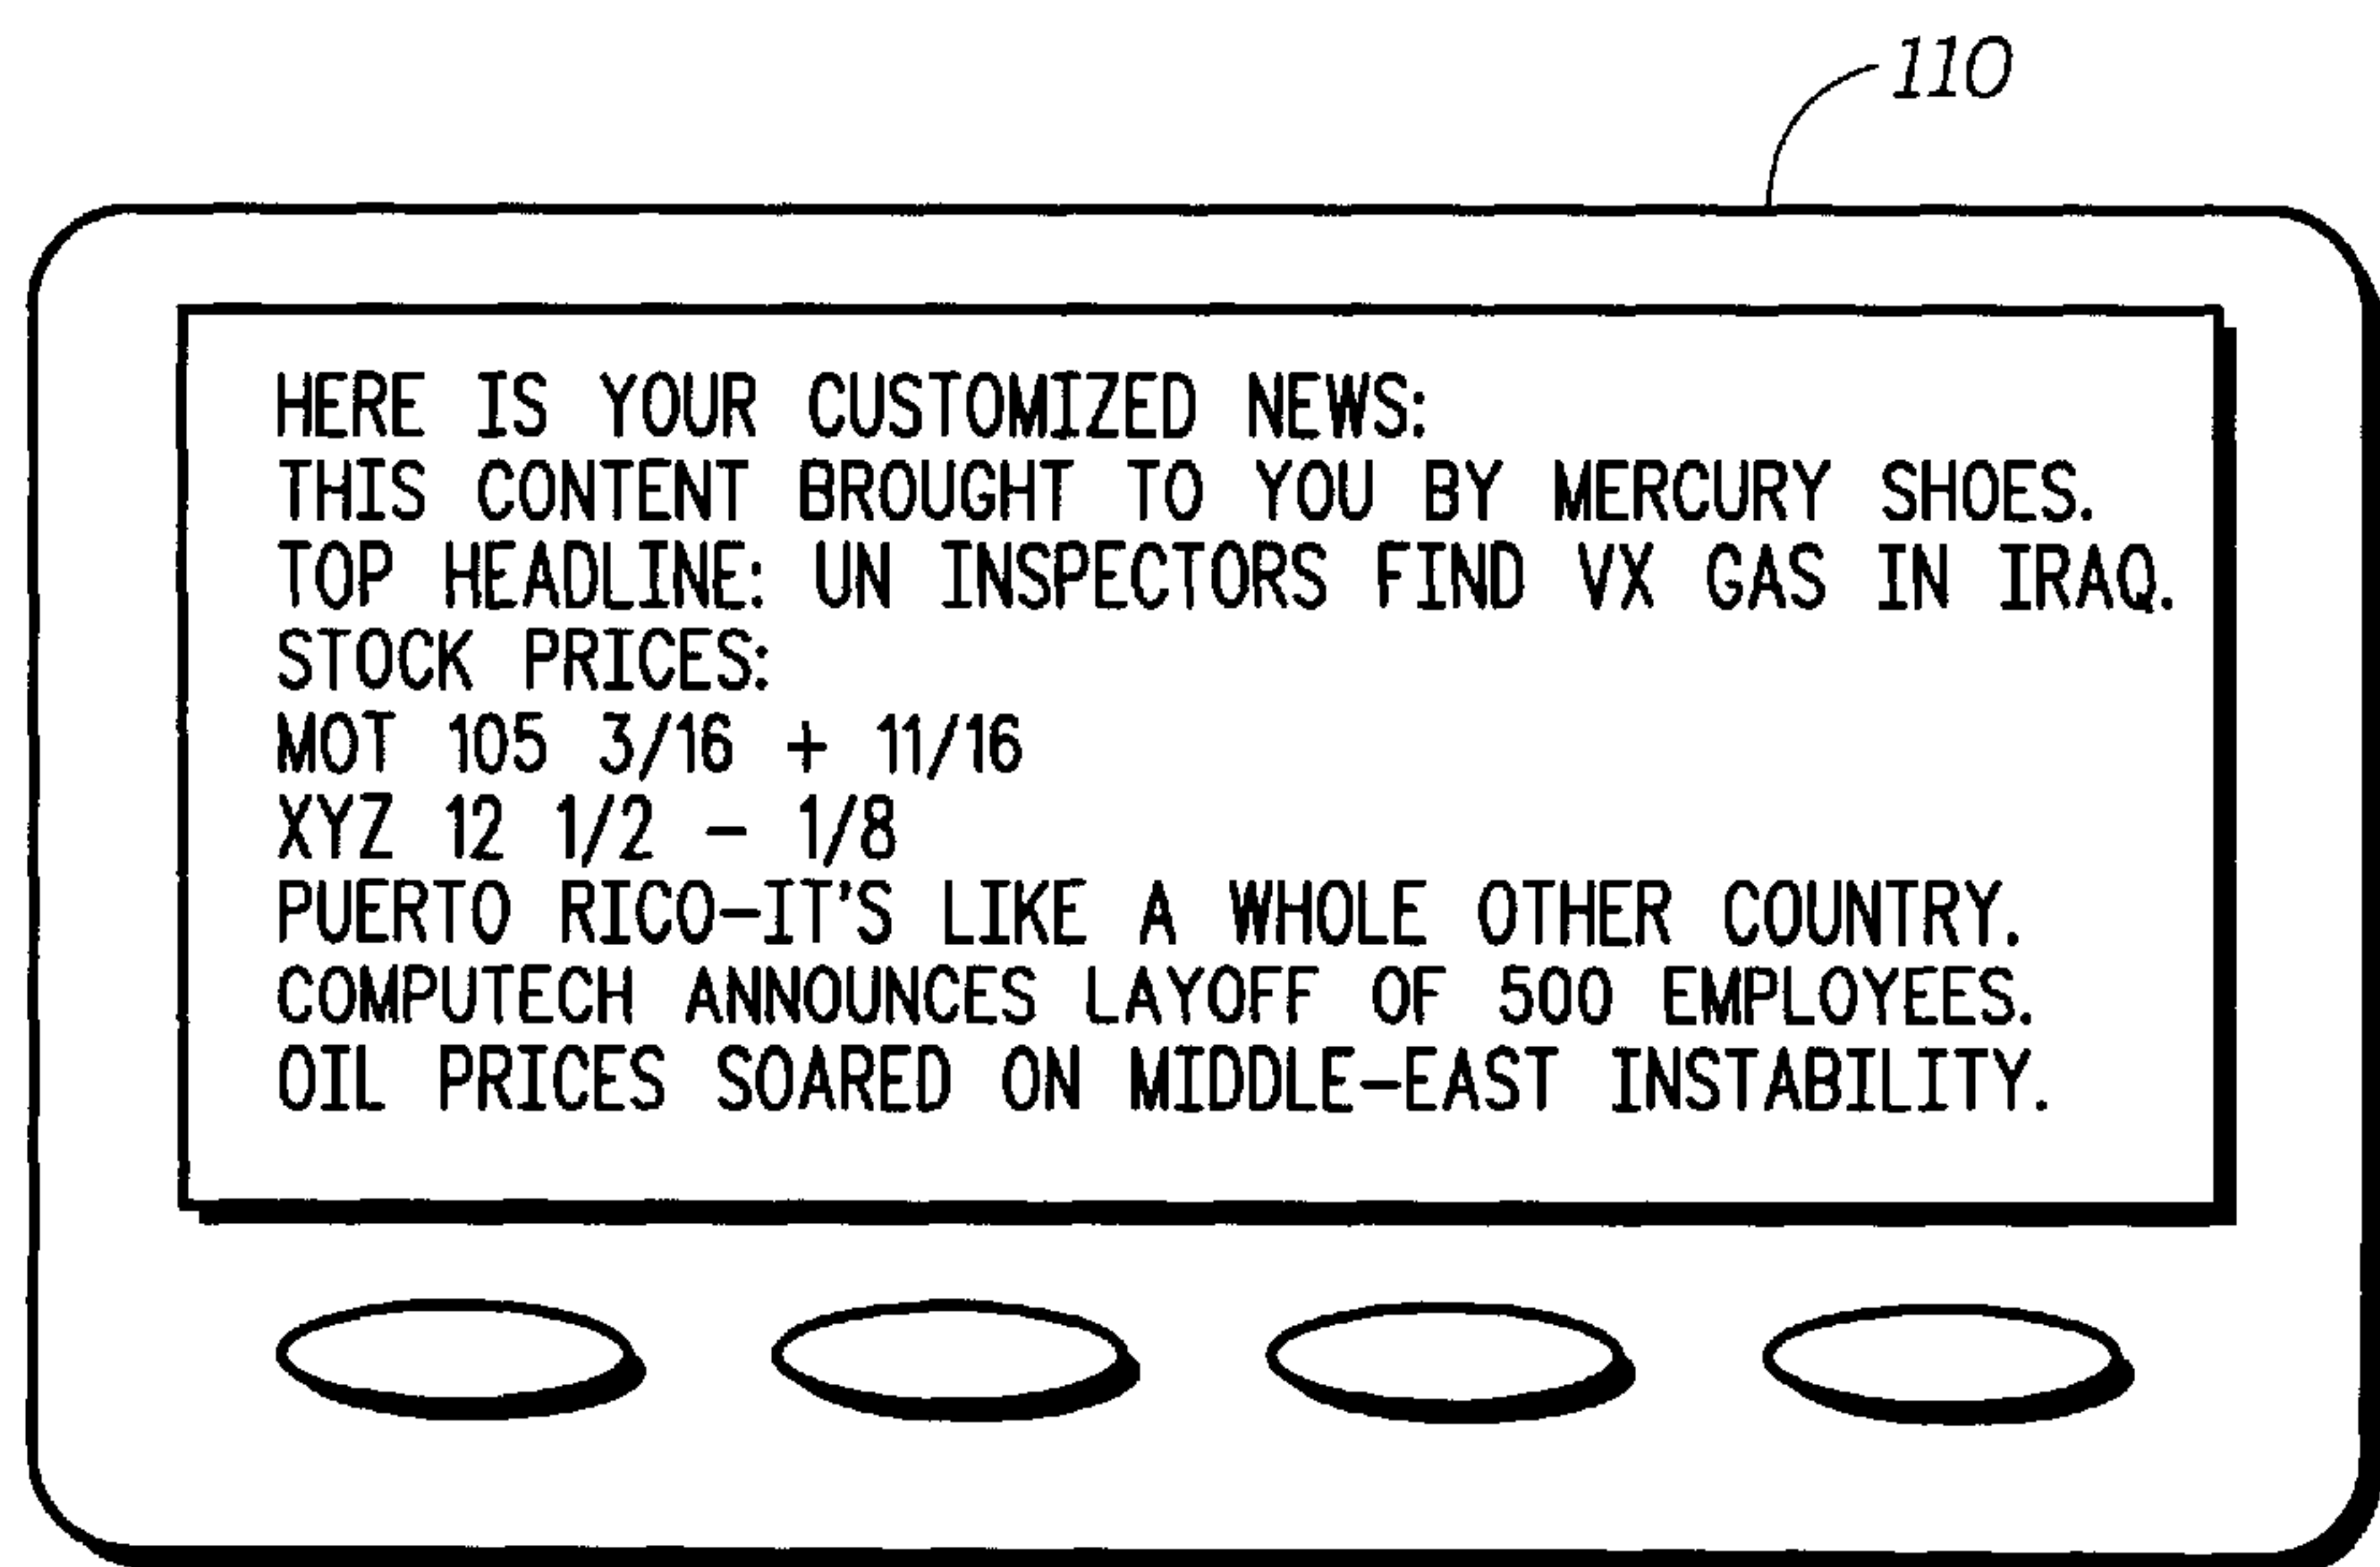 110
HERE IS YOUR CUSTOMIZED NEWS:
THIS CONTENT BROUGHT TO YOU BY MERCURY SHOES.
TOP HEADLINE: UN INSPECTORS FIND VX GAS IN IRAQ.
STOCK PRICES:
MOT 105 3/16 + 11/16
XYZ 12 1/2 - 1/8
PUERTO RICO-IT'S LIKE A WHOLE OTHER COUNTRY.
COMPUTECH ANNOUNCES LAYOFF OF 500 EMPLOYEES.
OIL PRICES SOARED ON MIDDLE-EAST INSTABILITY.